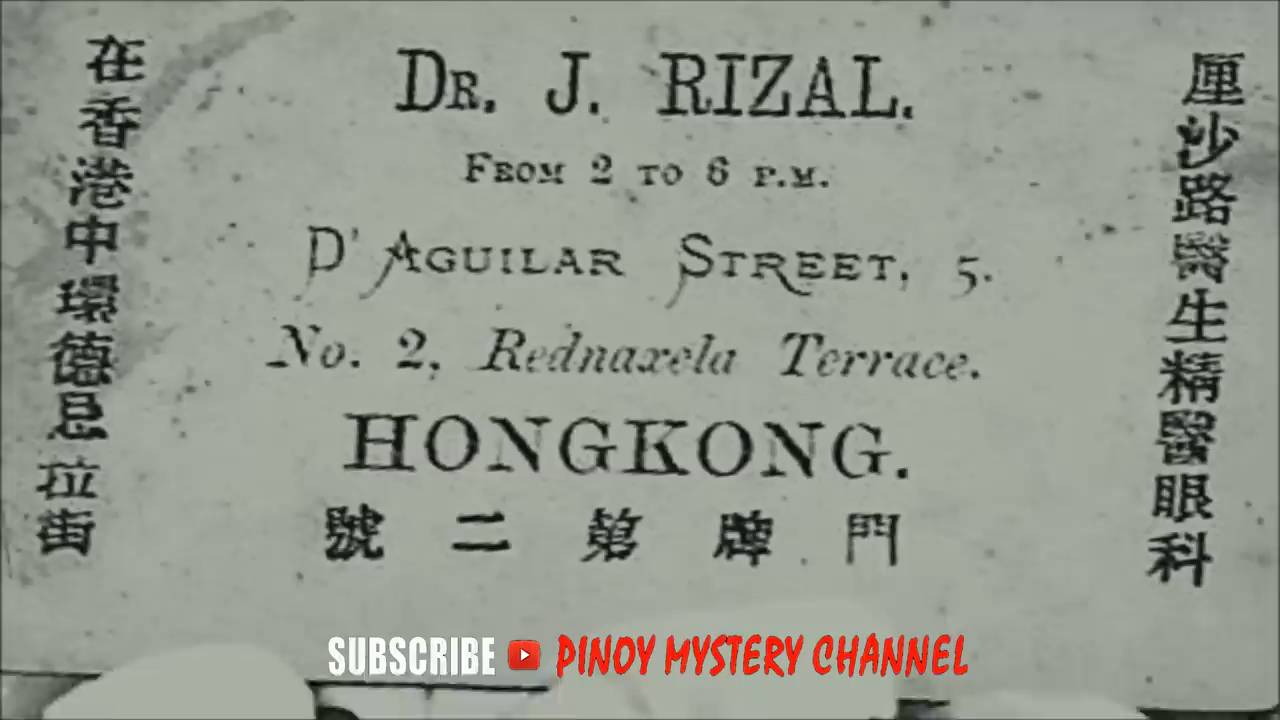 厘沙路醫生精醫眼科
DR. J. RIZAL.
FROM 2 TO 6 P.M.
D'AGUILAR STREET, 5.
No. 2, Rednaxela Terrace.
HONGKONG.
號二第牌門
在香港中環德忌拉街
SUBSCRIBE PINOY MYSTERY CHANNEL